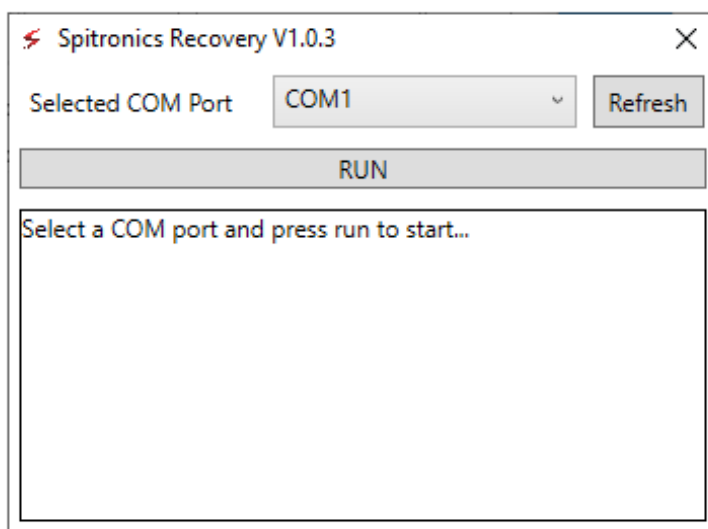 Spitronics Recovery V1.0.3
Selected COM Port COM1 Refresh
RUN
Select a COM port and press run to start...